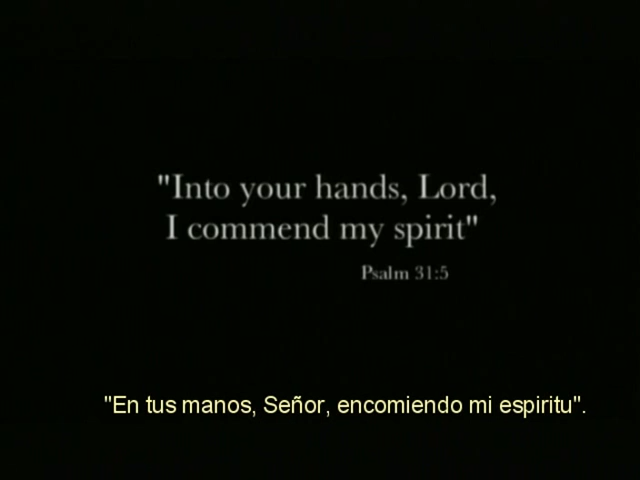 "Into your hands, Lord,
I commend my spirit"
Psalm 31:5
"En tus manos, Señor, encomiendo mi espiritu".